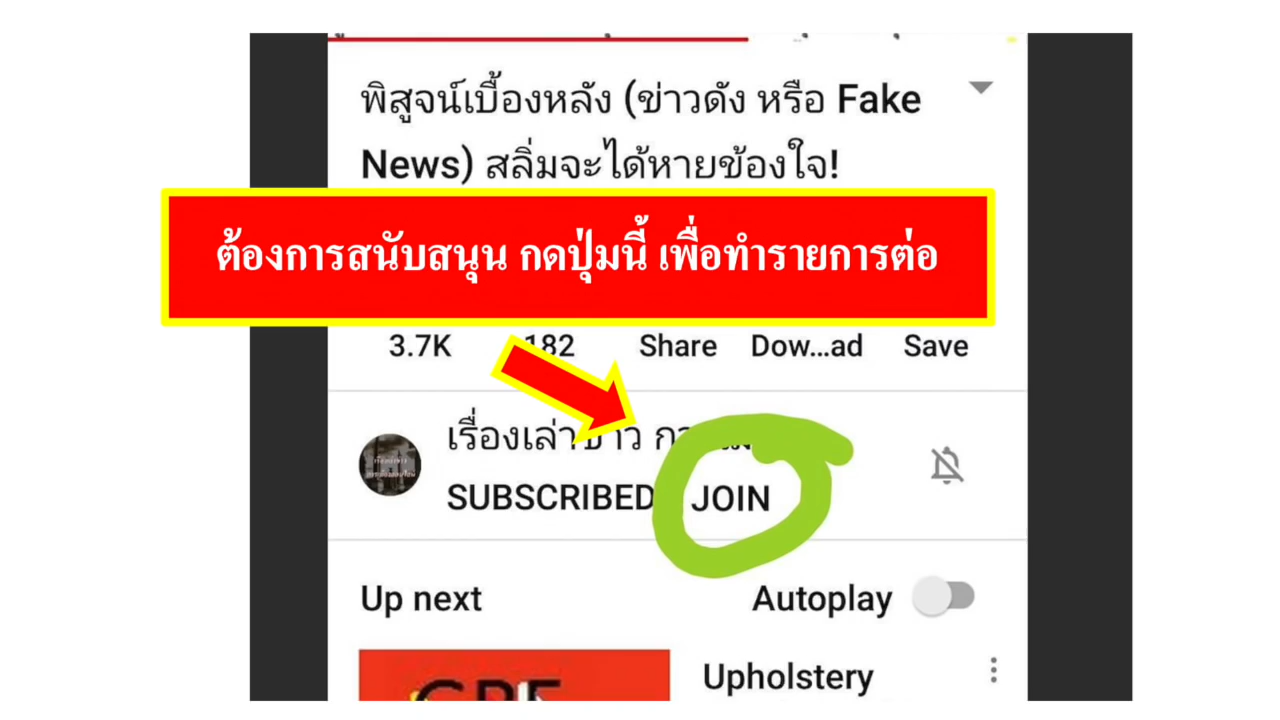 พิสูจน์เบื้องหลัง (ข่าวดัง หรือ Fake
News) สลิ่มจะได้หายข้องใจ!
ต้องการสนับสนุน กดปุ่มนี้ เพื่อทำรายการต่อ
3.7K 182 Share Dow...ad Save
เรื่องเล่าข่าว
SUBSCRIBED JOIN
Up next Autoplay
Upholstery